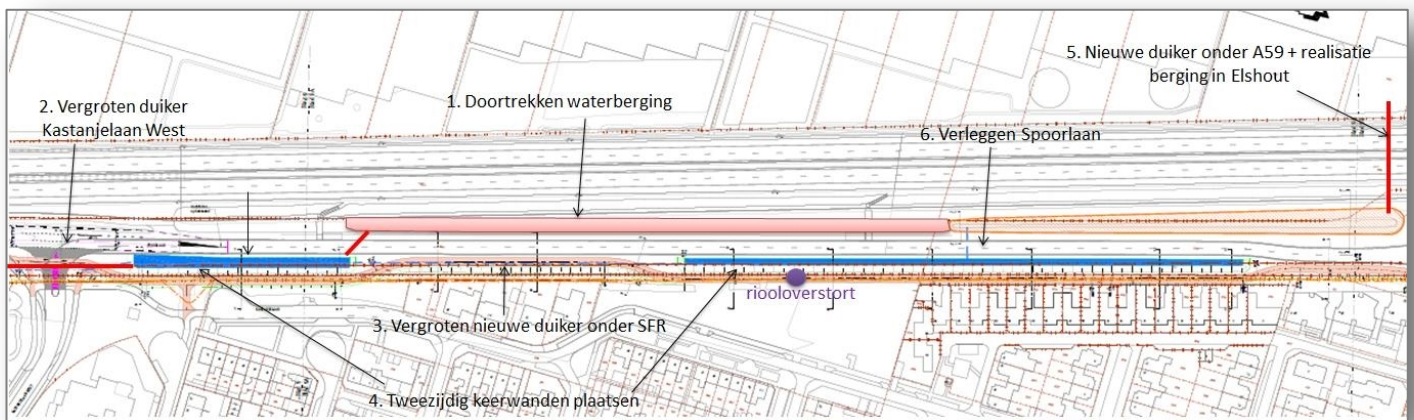 5. Nieuwe duiker onder A59 + realisatie
berging in Elshout
2. Vergroten duiker
Kastanjelaan West
1. Doortrekken waterberging
6. Verleggen Spoorlaan
riooloverstort
3. Vergroten nieuwe duiker onder SFR
4. Tweezijdig keerwanden plaatsen